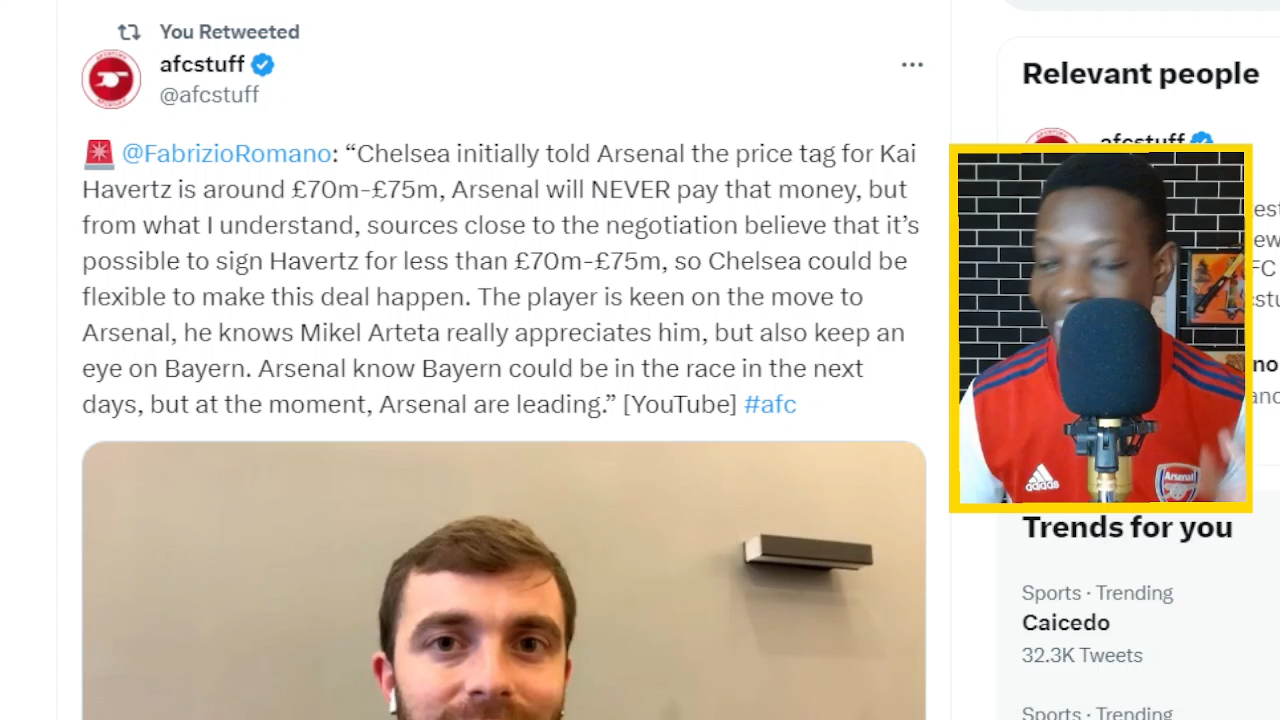 You Retweeted
afcstuff
@afcstuff
🚨 @FabrizioRomano: “Chelsea initially told Arsenal the price tag for Kai
Havertz is around £70m-£75m, Arsenal will NEVER pay that money, but
from what I understand, sources close to the negotiation believe that it’s
possible to sign Havertz for less than £70m-£75m, so Chelsea could be
flexible to make this deal happen. The player is keen on the move to
Arsenal, he knows Mikel Arteta really appreciates him, but also keep an
eye on Bayern. Arsenal know Bayern could be in the race in the next
days, but at the moment, Arsenal are leading.” [YouTube] #afc
Relevant people
afcstuff
adidas
Arsenal
Trends for you
Sports · Trending
Caicedo
32.3K Tweets
Sports · Trending